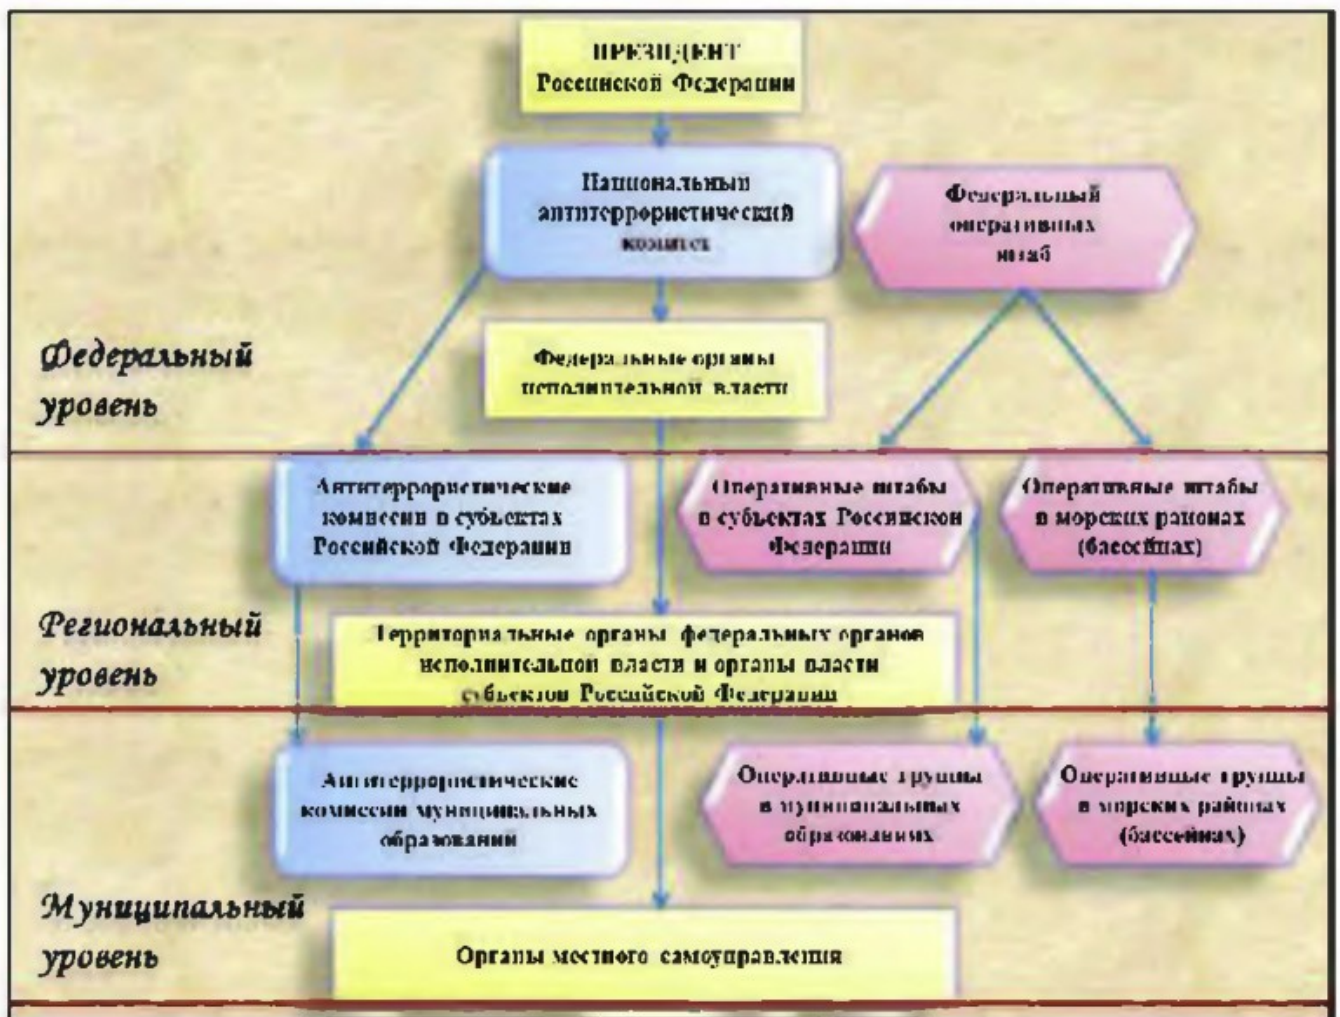 ПРЕЗИДЕНТ
Российской Федерации
Национальный
антитеррористический
комитет
Федеральный
оперативных
штаб
Федеральный
уровень
Федеральные органы
исполнительной власти
Антитеррористические
комиссии в субъектах
Российской Федерации
Оперативные штабы
в субъектах Российской
Федерации
Оперативные штабы
в морских районах
(бассейнах)
Региональный
уровень
Территориальные органы федеральных органов
исполнительной власти и органы власти
субъектов Российской Федерации
Антитеррористические
комиссии муниципальных
образований
Оперативные группы
в муниципальных
образованиях
Оперативные группы
в морских районах
(бассейнах)
Муниципальный
уровень
Органы местного самоуправления